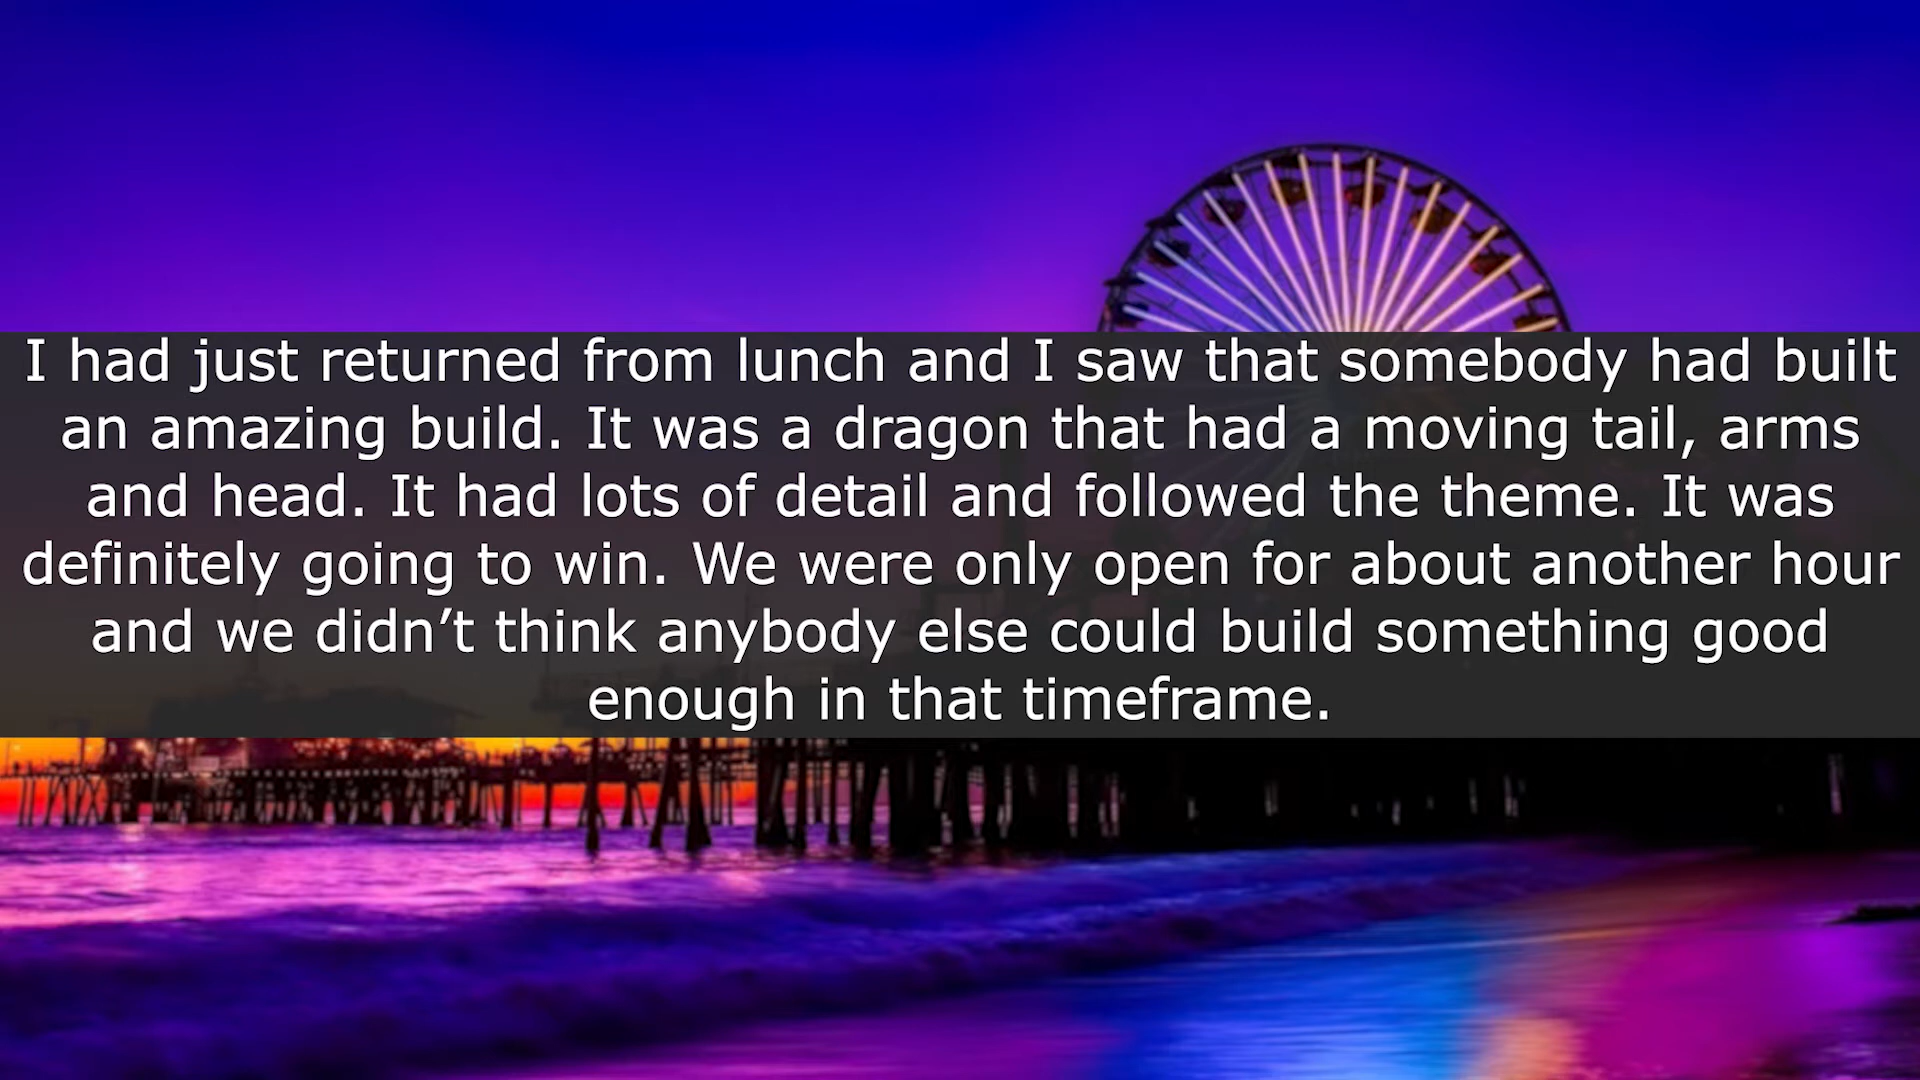 I had just returned from lunch and I saw that somebody had built
an amazing build. It was a dragon that had a moving tail, arms
and head. It had lots of detail and followed the theme. It was
definitely going to win. We were only open for about another hour
and we didn’t think anybody else could build something good
enough in that timeframe.